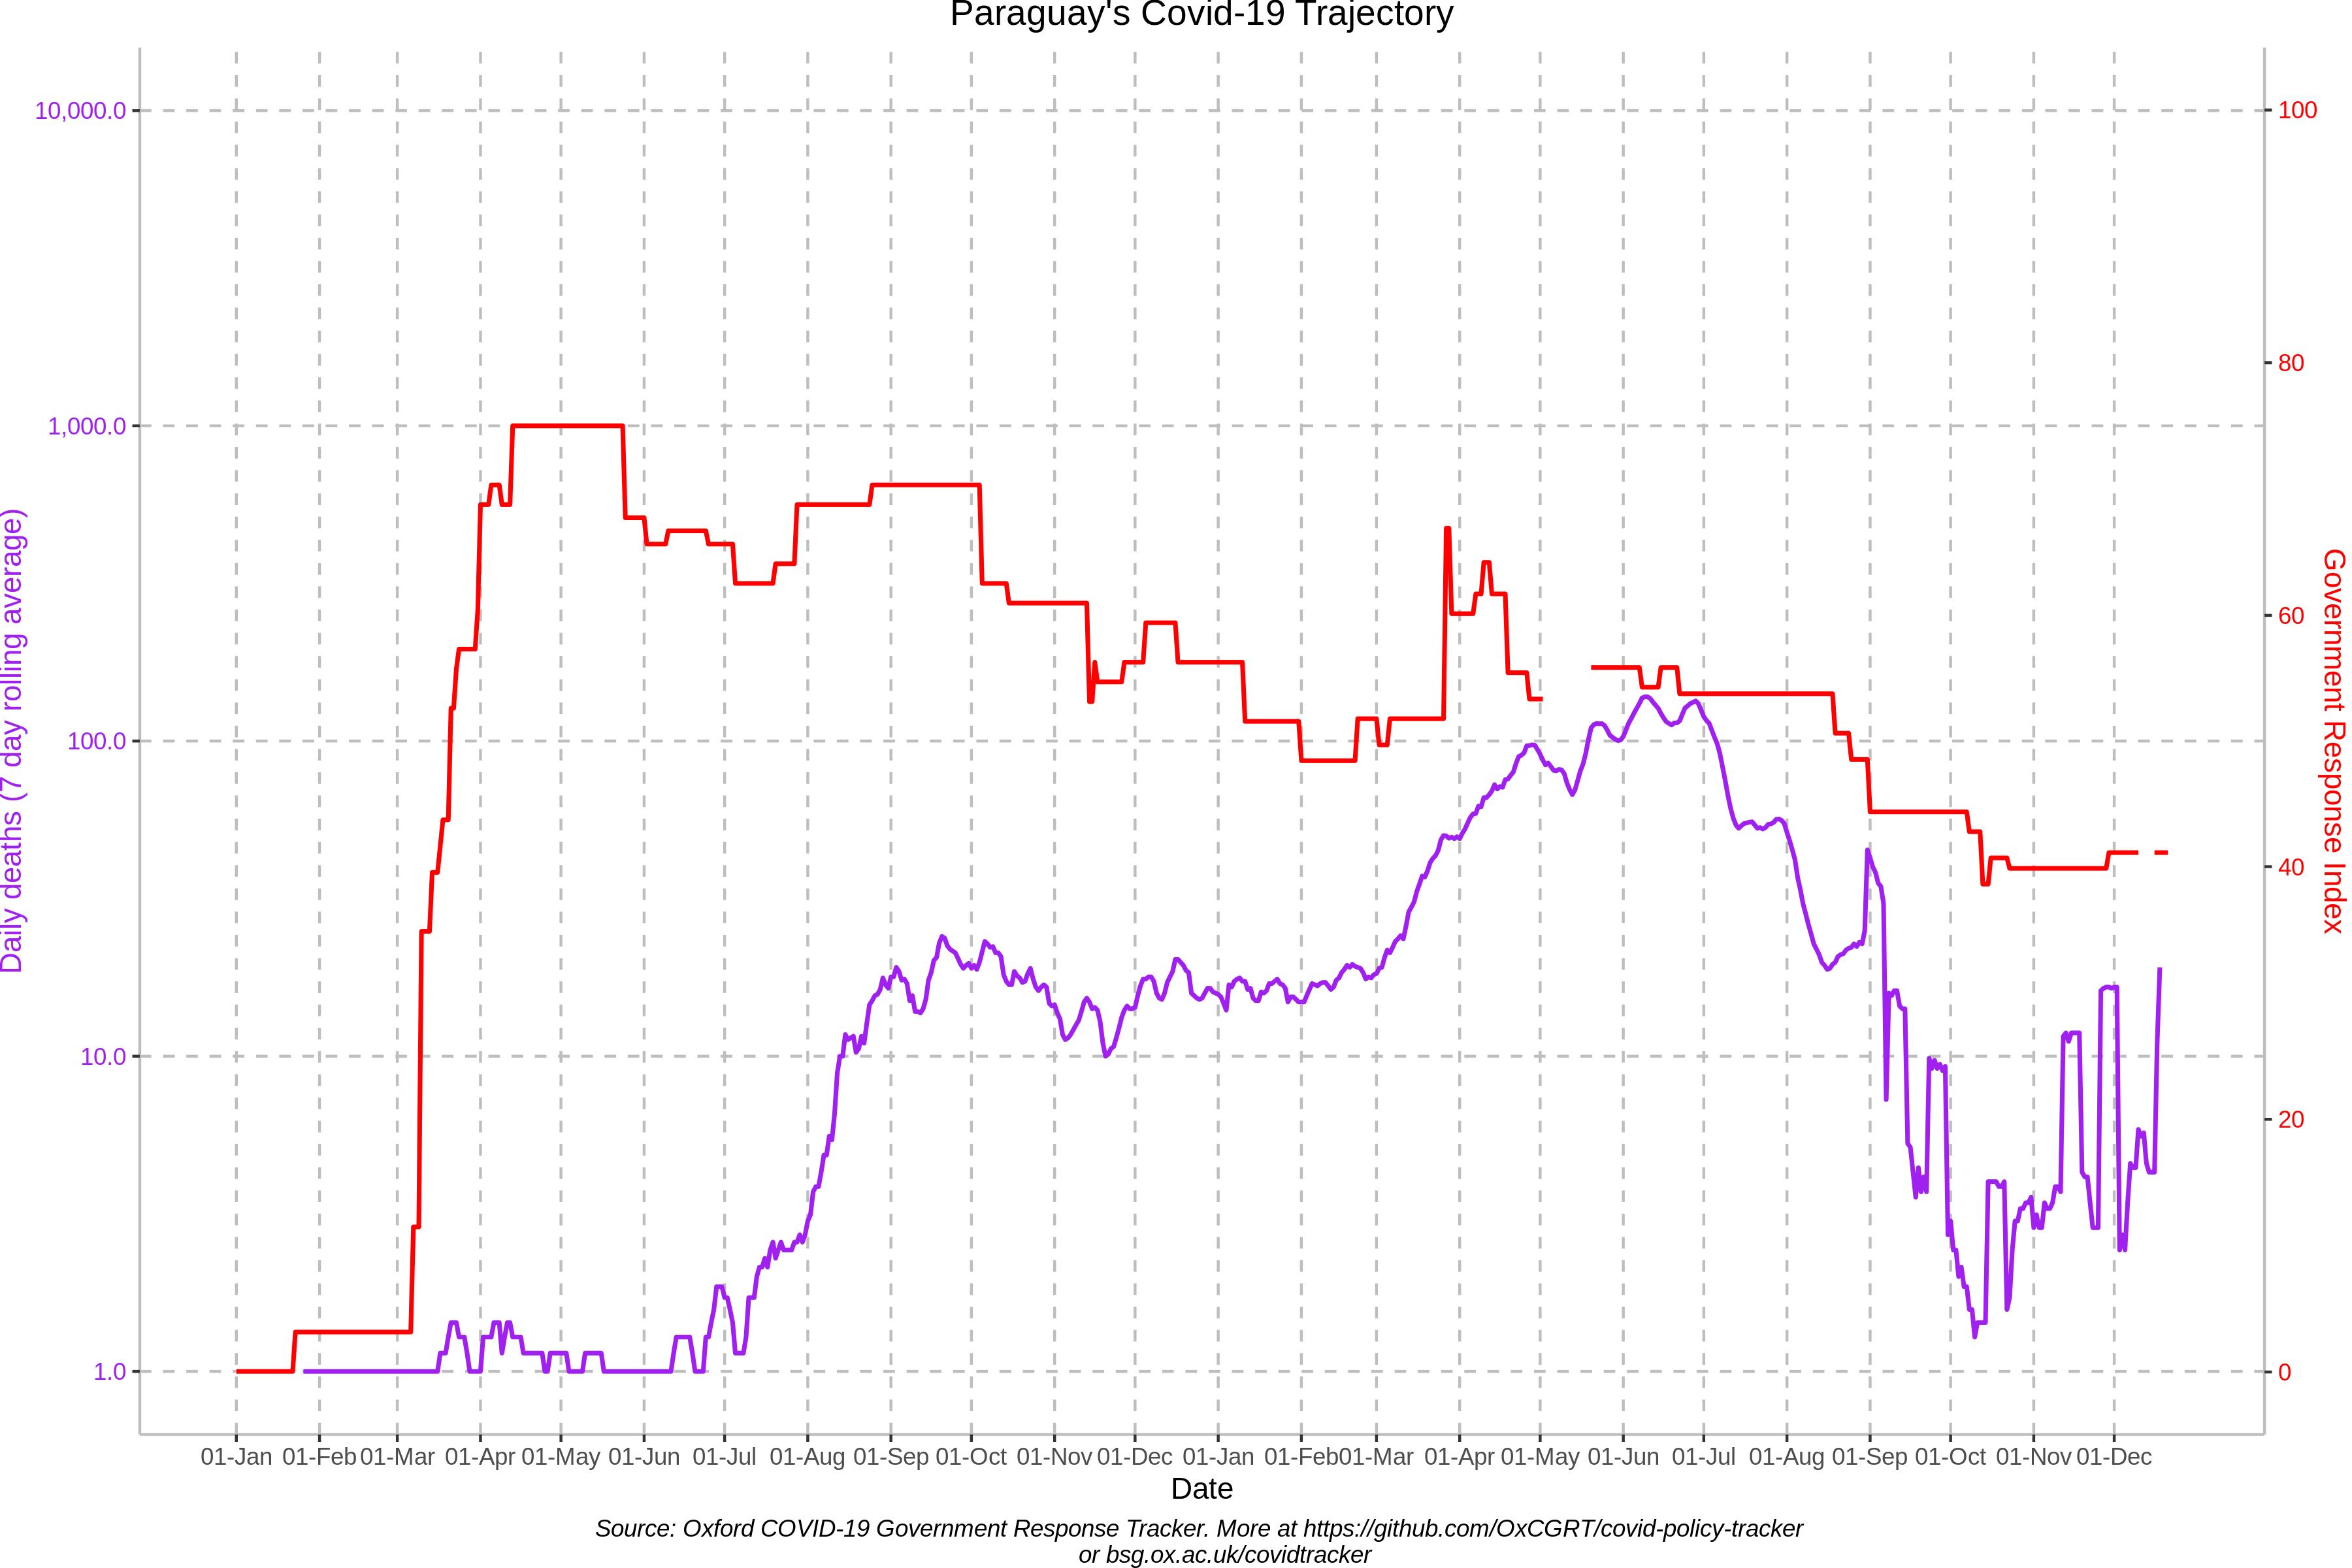 Paraguay's Covid-19 Trajectory
10,000.0
1,000.0
100.0
10.0
1.0
Daily deaths (7 day rolling average)
100
80
60
40
20
0
Government Response Index
01-Jan 01-Feb 01-Mar 01-Apr 01-May 01-Jun 01-Jul 01-Aug 01-Sep 01-Oct 01-Nov 01-Dec 01-Jan 01-Feb 01-Mar 01-Apr 01-May 01-Jun 01-Jul 01-Aug 01-Sep 01-Oct 01-Nov 01-Dec
Date
Source: Oxford COVID-19 Government Response Tracker. More at https://github.com/OxCGRT/covid-policy-tracker
or bsg.ox.ac.uk/covidtracker